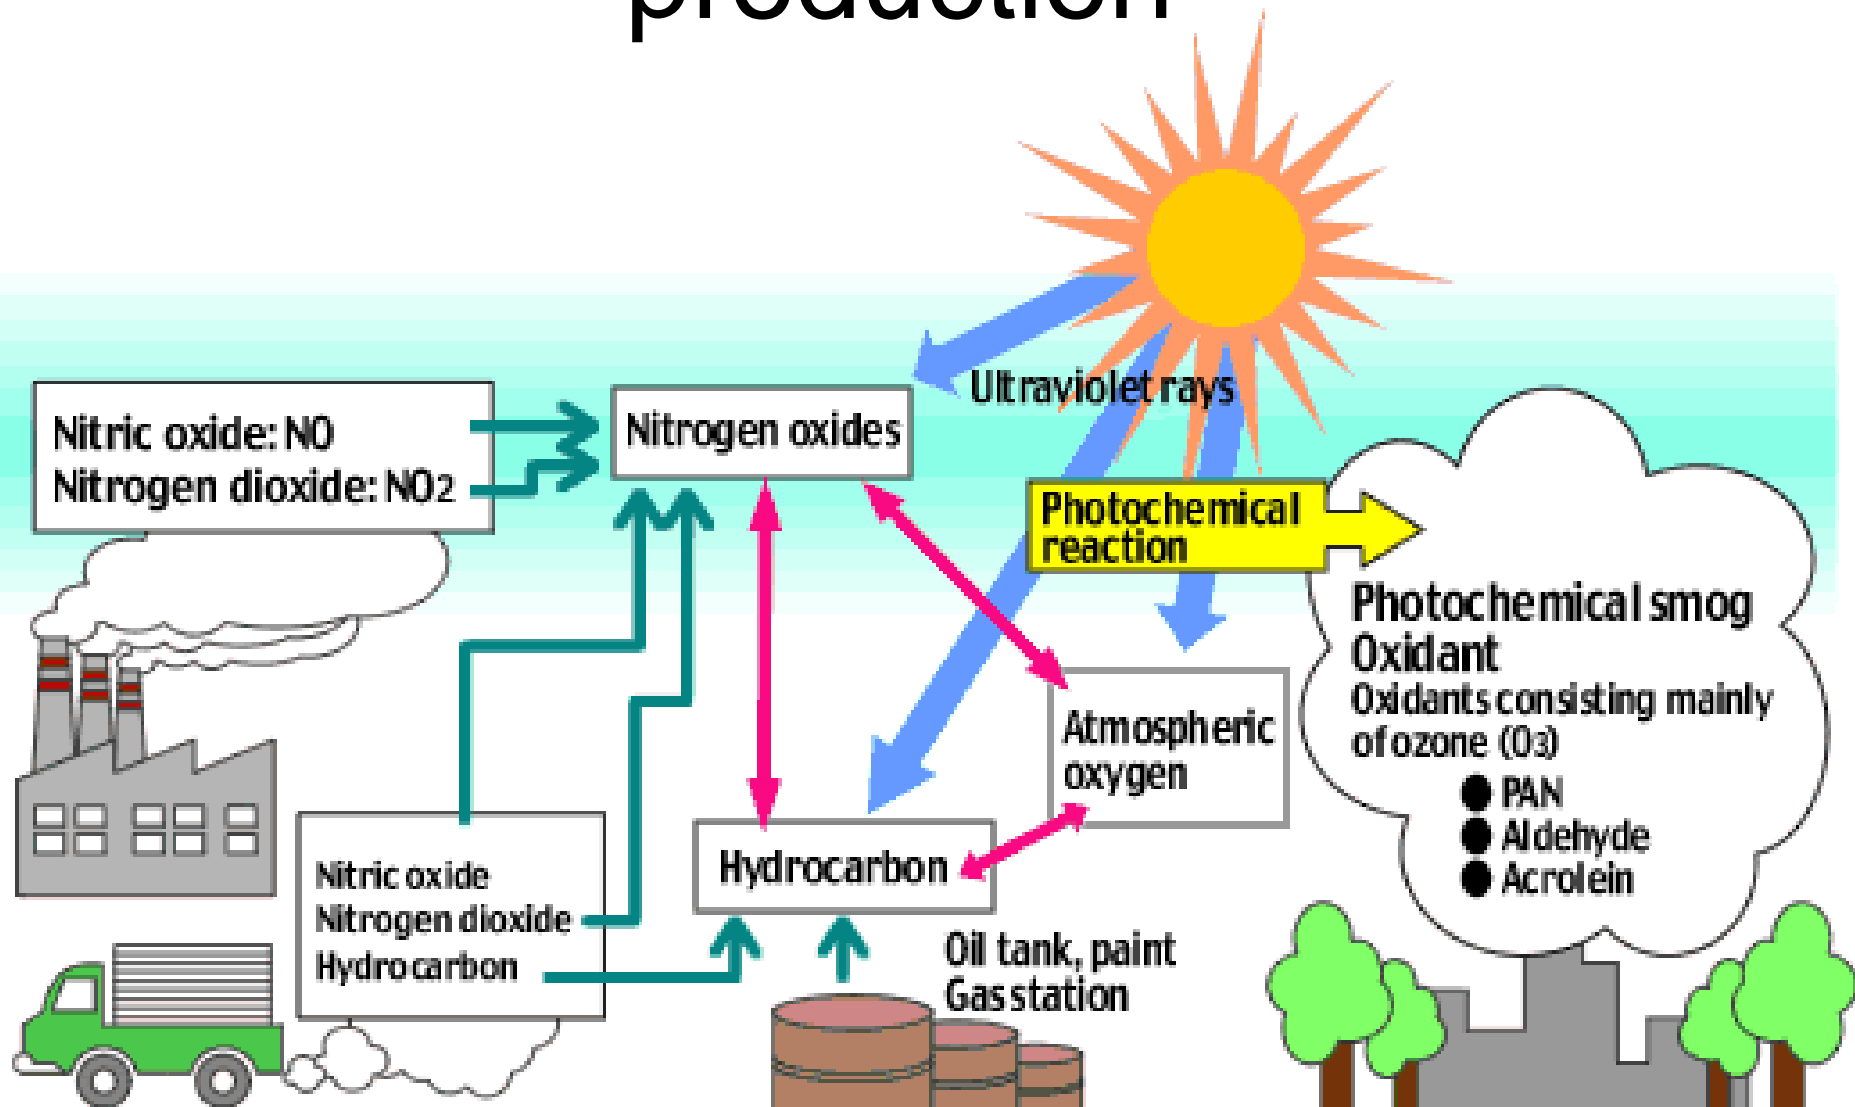 production
Ultraviolet rays
Nitric oxide: NO
Nitrogen dioxide: NO2
Nitrogen oxides
Photochemical
reaction
Photochemical smog
Oxidant
Oxidants consisting mainly
of ozone (O3)
● PAN
● Aldehyde
● Acrolein
Atmospheric
oxygen
Hydrocarbon
Nitric oxide
Nitrogen dioxide
Hydrocarbon
Oil tank, paint
Gas station